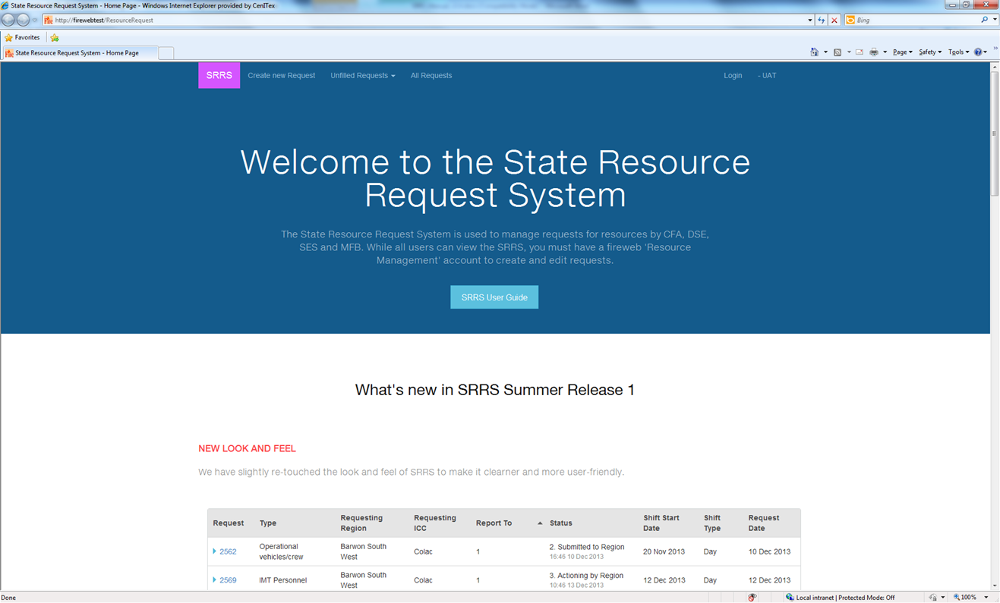 State Resource Request System - Home Page - Windows Internet Explorer provided by CenITex
http://firewebtest/ResourceRequest
Bing
Favorites
State Resource Request System - Home Page
Page Safety Tools
SRRS Create new Request Unfilled Requests All Requests Login - UAT
Welcome to the State Resource
Request System
The State Resource Request System is used to manage requests for resources by CFA, DSE,
SES and MFB. While all users can view the SRRS, you must have a fireweb 'Resource
Management' account to create and edit requests.
SRRS User Guide
What's new in SRRS Summer Release 1
NEW LOOK AND FEEL
We have slightly re-touched the look and feel of SRRS to make it clearner and more user-friendly.
Request Type Requesting Region Requesting ICC Report To Status Shift Start Date Shift Type Request Date
2562 Operational vehicles/crew Barwon South West Colac 1 2. Submitted to Region 16:46 10 Dec 2013 20 Nov 2013 Day 10 Dec 2013
2569 IMT Personnel Barwon South West Colac 1 3. Actioning by Region 10:46 13 Dec 2013 12 Dec 2013 Day 12 Dec 2013
Done Local intranet | Protected Mode: Off 100%